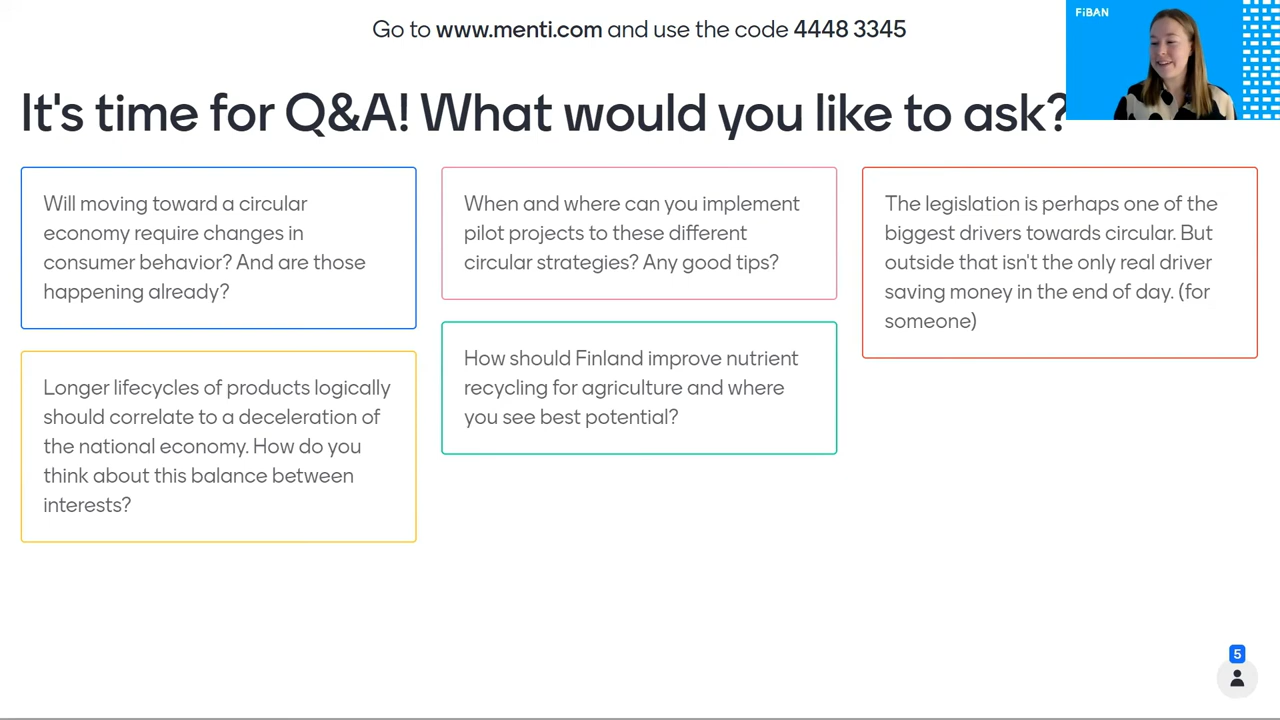 Go to www.menti.com and use the code 4448 3345
FiBAN
It's time for Q&A! What would you like to ask?
Will moving toward a circular
economy require changes in
consumer behavior? And are those
happening already?
Longer lifecycles of products logically
should correlate to a deceleration of
the national economy. How do you
think about this balance between
interests?
When and where can you implement
pilot projects to these different
circular strategies? Any good tips?
How should Finland improve nutrient
recycling for agriculture and where
you see best potential?
The legislation is perhaps one of the
biggest drivers towards circular. But
outside that isn't the only real driver
saving money in the end of day. (for
someone)
5